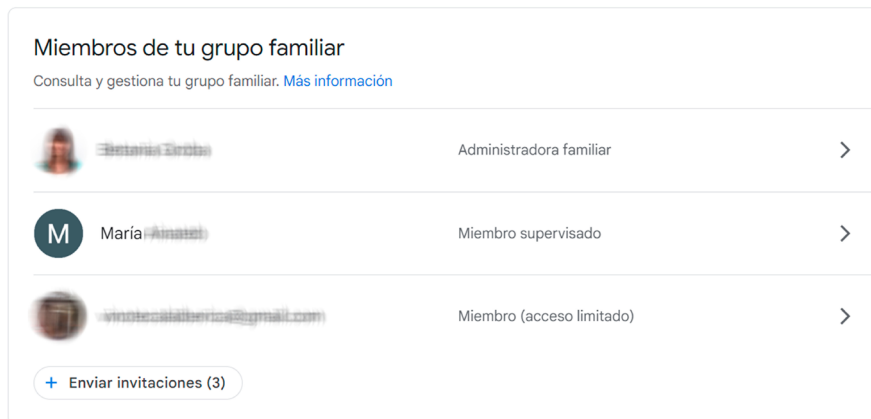 Miembros de tu grupo familiar
Consulta y gestiona tu grupo familiar. Más información
Administradora familiar
M María Miembro supervisado
Miembro (acceso limitado)
+ Enviar invitaciones (3)